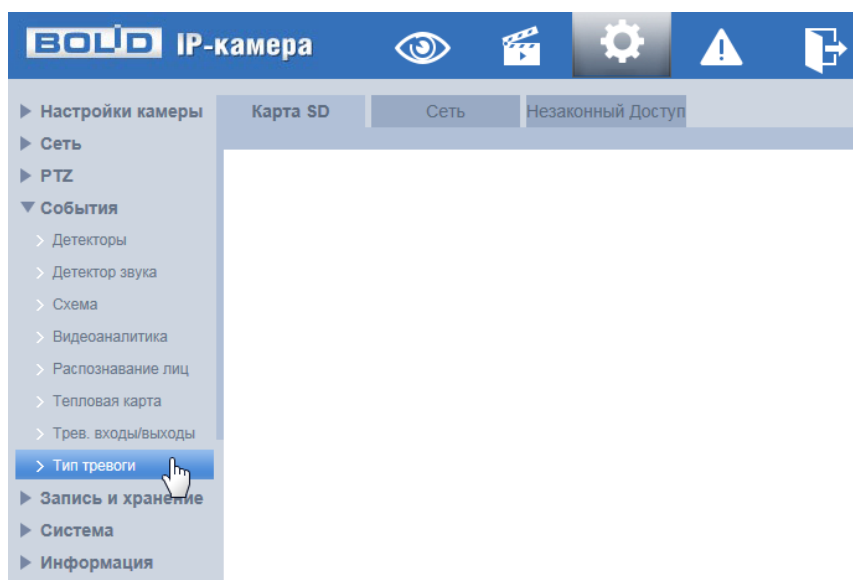 BOLID IP-камера
Карта SD
Сеть
Незаконный Доступ
Настройки камеры
Сеть
PTZ
События
Детекторы
Детектор звука
Схема
Видеоаналитика
Распознавание лиц
Тепловая карта
Трев. входы/выходы
Тип тревоги
Запись и хранение
Система
Информация